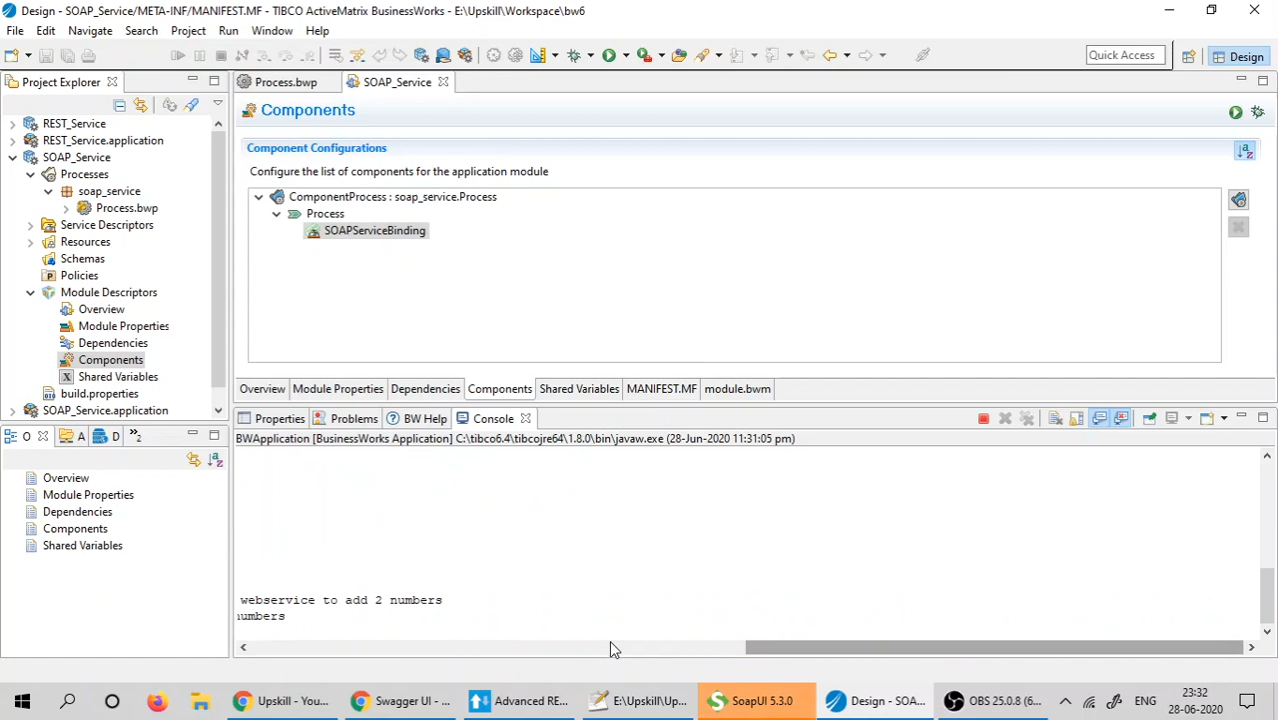 Design - SOAP_Service/META-INF/MANIFEST.MF - TIBCO ActiveMatrix BusinessWorks - E:\Upskill\Workspace\bw6
File Edit Navigate Search Project Run Window Help
Quick Access
Design
Project Explorer
REST_Service
REST_Service.application
SOAP_Service
Processes
soap_service
Process.bwp
Service Descriptors
Resources
Schemas
Policies
Module Descriptors
Overview
Module Properties
Dependencies
Components
Shared Variables
build.properties
SOAP_Service.application
Process.bwp
SOAP_Service
Components
Component Configurations
Configure the list of components for the application module
ComponentProcess : soap_service.Process
Process
SOAPServiceBinding
Overview Module Properties Dependencies Components Shared Variables MANIFEST.MF module.bwm
O A D »2
Overview
Module Properties
Dependencies
Components
Shared Variables
Properties Problems BW Help Console
BWApplication [BusinessWorks Application] C:\tibco6.4\tibcojre64\1.8.0\bin\javaw.exe (28-Jun-2020 11:31:05 pm)
webservice to add 2 numbers
numbers
Upskill - You...
Swagger UI - ...
Advanced RE...
E:\Upskill\Up...
SoapUI 5.3.0
Design - SOA...
OBS 25.0.8 (6...
ENG
23:32
28-06-2020